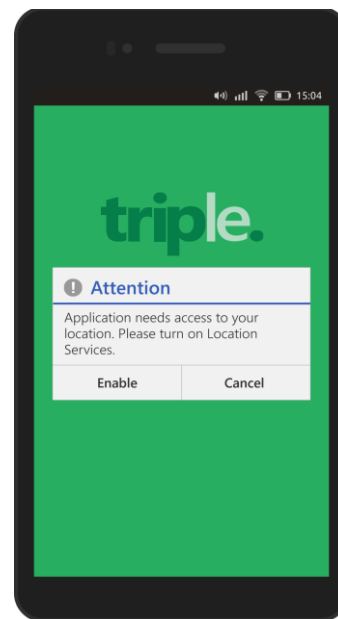 15:04
triple.
Attention
Application needs access to your
location. Please turn on Location
Services.
Enable Cancel